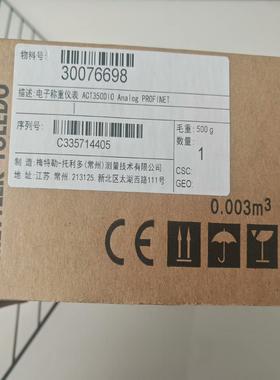 METTLER TOLEDO
物料号:
30076698
描述:电子称重仪表 ACT350DIO Analog PROFINET
序列号:
C335714405
毛重: 500 g
数量:
1
制 造 :梅特勒-托利多(常州)测量技术有限公司
地 址:江苏 常州. 213125. 新北区太湖西路111号
CSC:
GEO:
0.003m³
CE